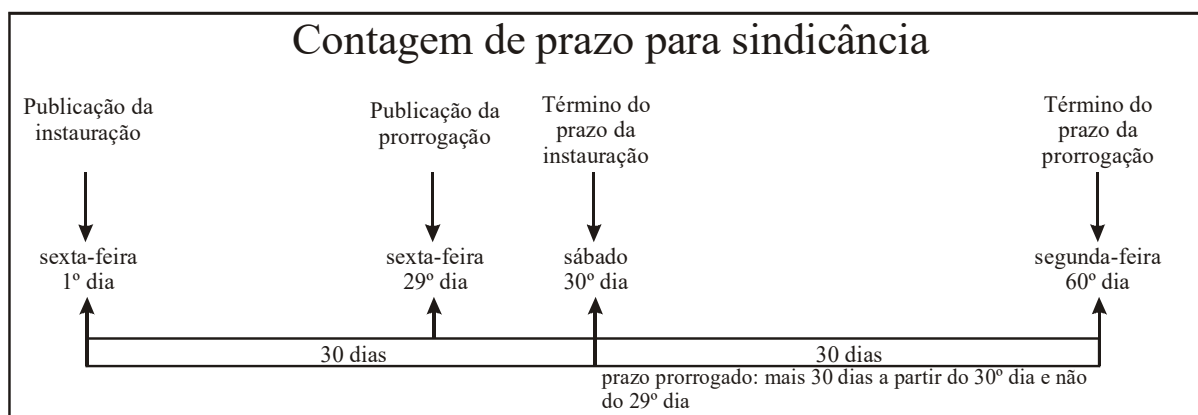 Contagem de prazo para sindicância
Publicação da
instauração
Publicação da
prorrogação
Término do
prazo da
instauração
Término do
prazo da
prorrogação
sexta-feira
1º dia
sexta-feira
29º dia
sábado
30º dia
segunda-feira
60º dia
30 dias
30 dias
prazo prorrogado: mais 30 dias a partir do 30º dia e não
do 29º dia